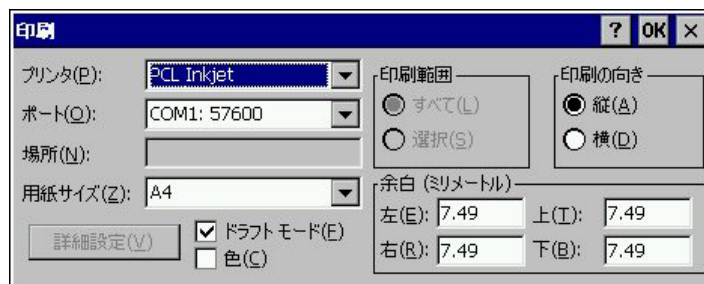 印刷 ? OK ×
プリンタ(P): PCL Inkjet
ポート(O): COM1: 57600
場所(N):
用紙サイズ(Z): A4
詳細設定(V)
ドラフト モード(F)
色(C)
印刷範囲
すべて(L)
選択(S)
印刷の向き
縦(A)
横(D)
余白 (ミリメートル)
左(E): 7.49 上(T): 7.49
右(R): 7.49 下(B): 7.49